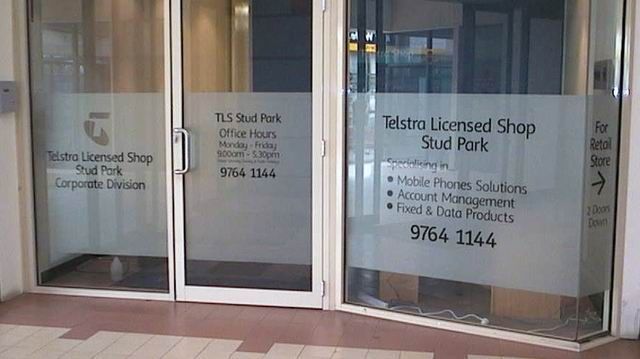 Telstra Licensed Shop
Stud Park
Corporate Division
TLS Stud Park
Office Hours
Monday - Friday
9:00am - 5.30pm
9764 1144
Telstra Licensed Shop
Stud Park
Specialising in
• Mobile Phones Solutions
• Account Management
• Fixed & Data Products
9764 1144
For
Retail
Store
→
2 Doors
Down